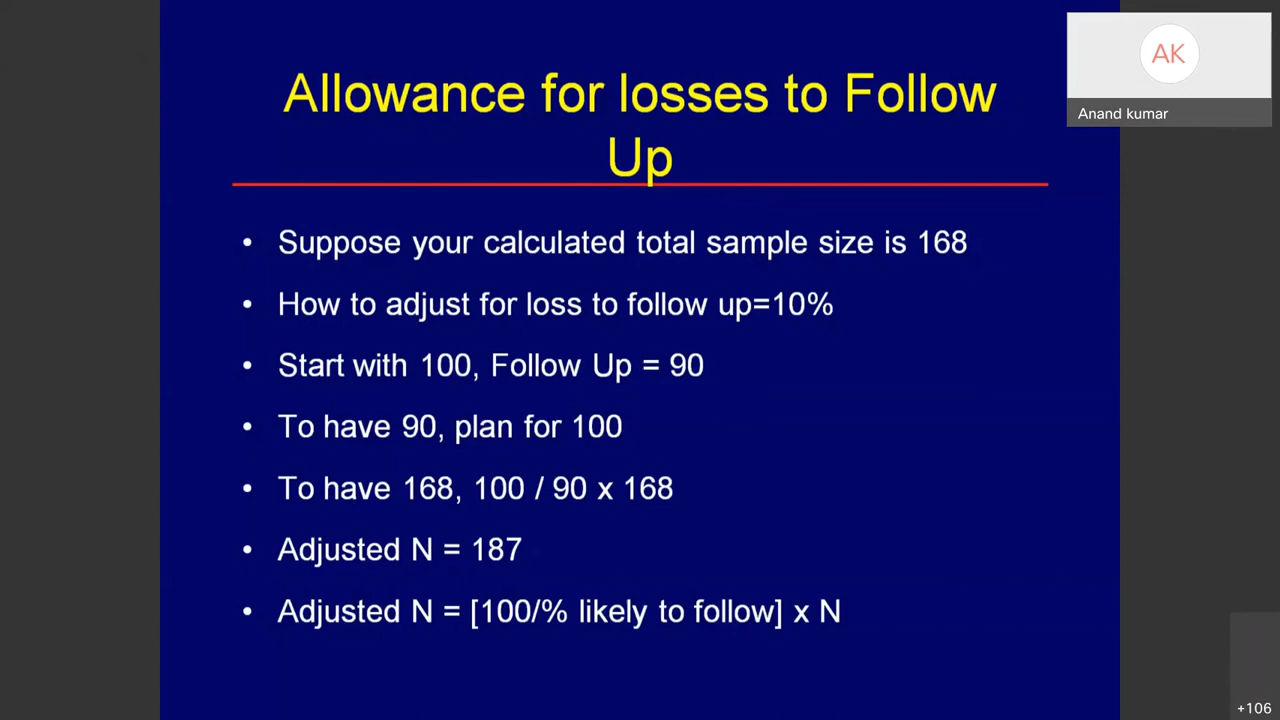 Allowance for losses to Follow
Up
• Suppose your calculated total sample size is 168
• How to adjust for loss to follow up=10%
• Start with 100, Follow Up = 90
• To have 90, plan for 100
• To have 168, 100 / 90 x 168
• Adjusted N = 187
• Adjusted N = [100/% likely to follow] x N
AK
Anand kumar
+106